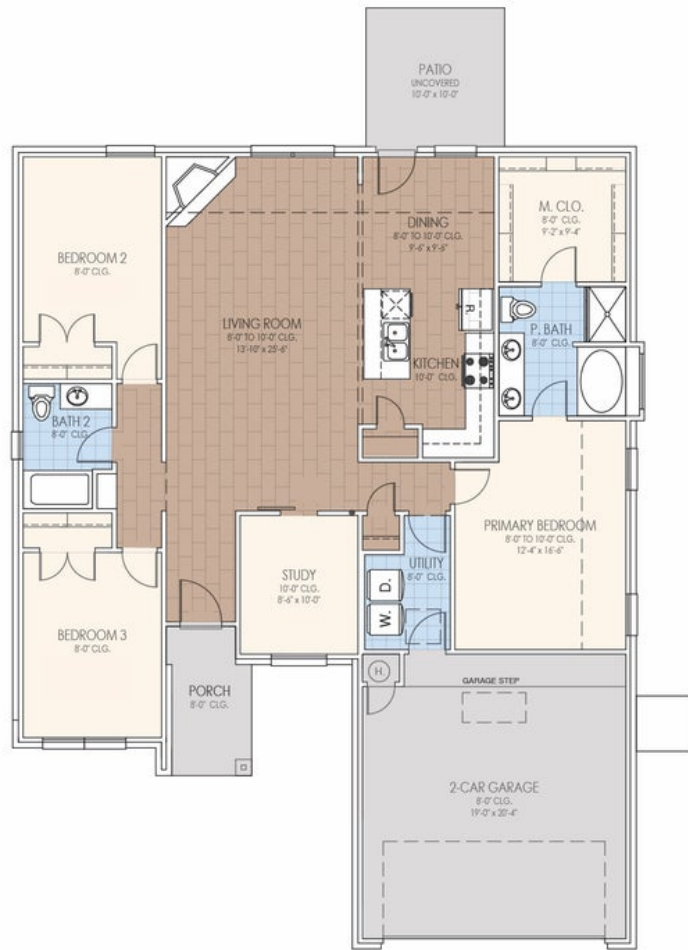 PATIO
UNCOVERED
10'-0" x 10'-0"
M. CLO.
8'-0" CLG.
9'-2" x 9'-4"
DINING
8'-0" TO 10'-0" CLG.
9'-6" x 9'-6"
BEDROOM 2
8'-0" CLG.
LIVING ROOM
8'-0" TO 10'-0" CLG.
13'-10" x 25'-6"
R.
P. BATH
8'-0" CLG.
KITCHEN
10'-0" CLG.
BATH 2
8'-0" CLG.
PRIMARY BEDROOM
8'-0" TO 10'-0" CLG.
12'-4" x 16'-6"
STUDY
10'-0" CLG.
8'-6" x 10'-0"
UTILITY
8'-0" CLG.
D.
W.
BEDROOM 3
8'-0" CLG.
PORCH
8'-0" CLG.
H.
GARAGE STEP
2-CAR GARAGE
8'-0" CLG.
19'-0" x 20'-4"